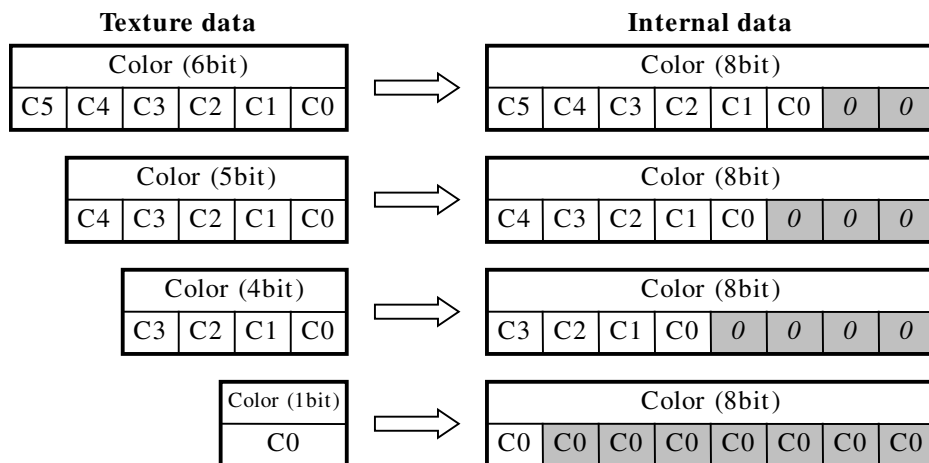 Texture data Internal data
Color (6bit) Color (8bit)
C5 C4 C3 C2 C1 C0 C5 C4 C3 C2 C1 C0 0 0
Color (5bit) Color (8bit)
C4 C3 C2 C1 C0 C4 C3 C2 C1 C0 0 0 0
Color (4bit) Color (8bit)
C3 C2 C1 C0 C3 C2 C1 C0 0 0 0 0
Color (1bit) Color (8bit)
C0 C0 C0 C0 C0 C0 C0 C0 C0